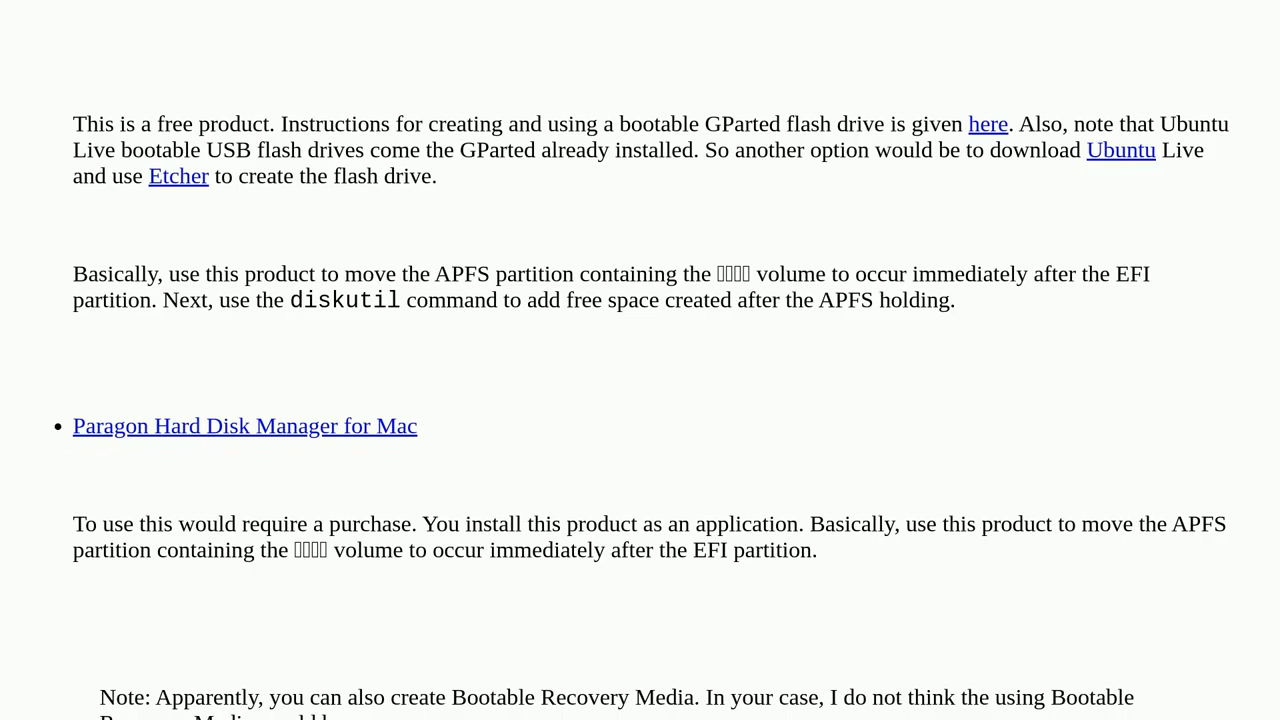 This is a free product. Instructions for creating and using a bootable GParted flash drive is given here. Also, note that Ubuntu
Live bootable USB flash drives come the GParted already installed. So another option would be to download Ubuntu Live
and use Etcher to create the flash drive.
Basically, use this product to move the APFS partition containing the volume to occur immediately after the EFI
partition. Next, use the diskutil command to add free space created after the APFS holding.
• Paragon Hard Disk Manager for Mac
To use this would require a purchase. You install this product as an application. Basically, use this product to move the APFS
partition containing the volume to occur immediately after the EFI partition.
Note: Apparently, you can also create Bootable Recovery Media. In your case, I do not think the using Bootable